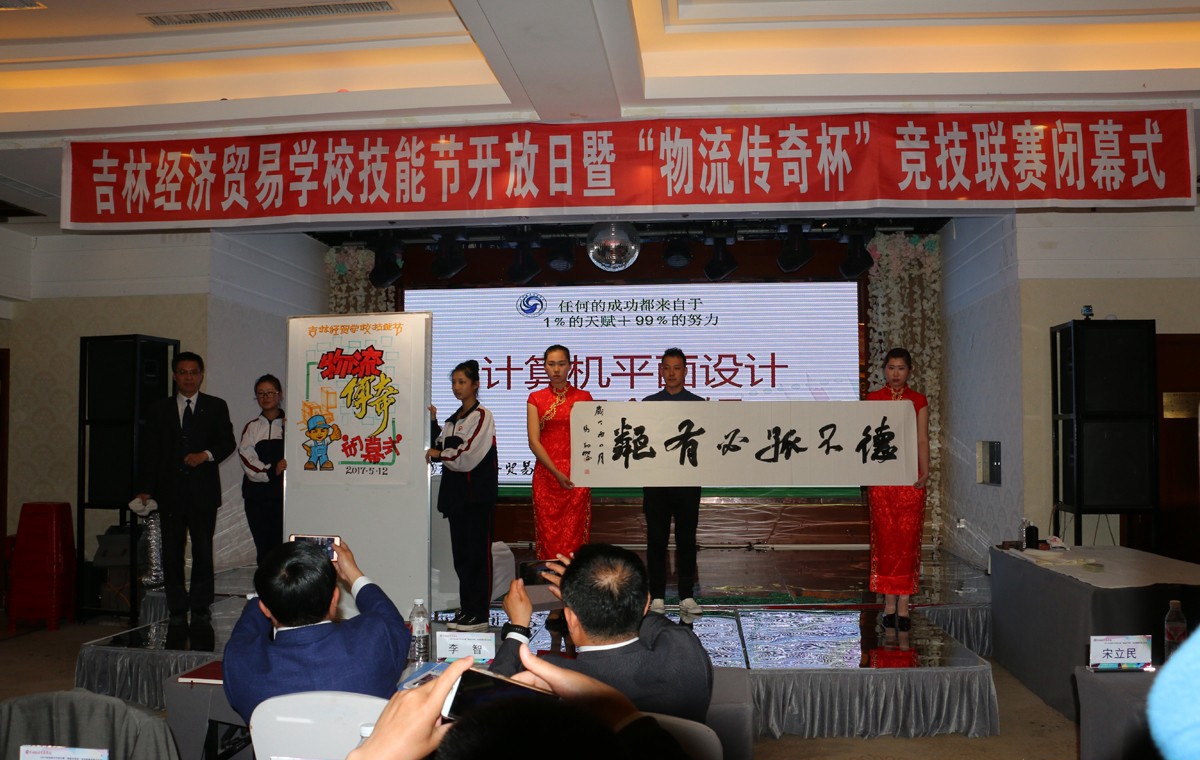 吉林经济贸易学校技能节开放日暨“物流传奇杯”竞技联赛闭幕式
任何的成功都来自于
1%的天赋+99%的努力
计算机平面设计
吉林经贸学校技能节
物流
傳奇
闭幕式
2017·5·12
德不孤必有鄰
李 智
宋立民